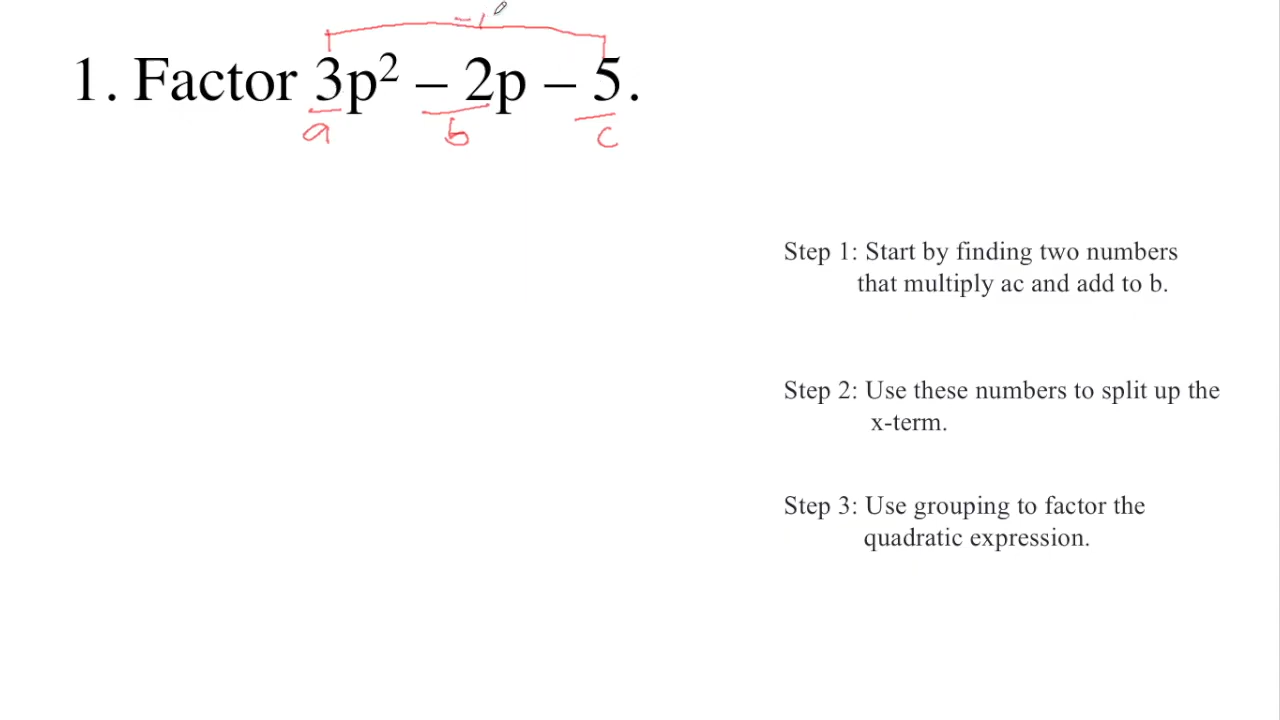 -1
1. Factor 3p² – 2p – 5.
a b c
Step 1: Start by finding two numbers
that multiply ac and add to b.
Step 2: Use these numbers to split up the
x-term.
Step 3: Use grouping to factor the
quadratic expression.